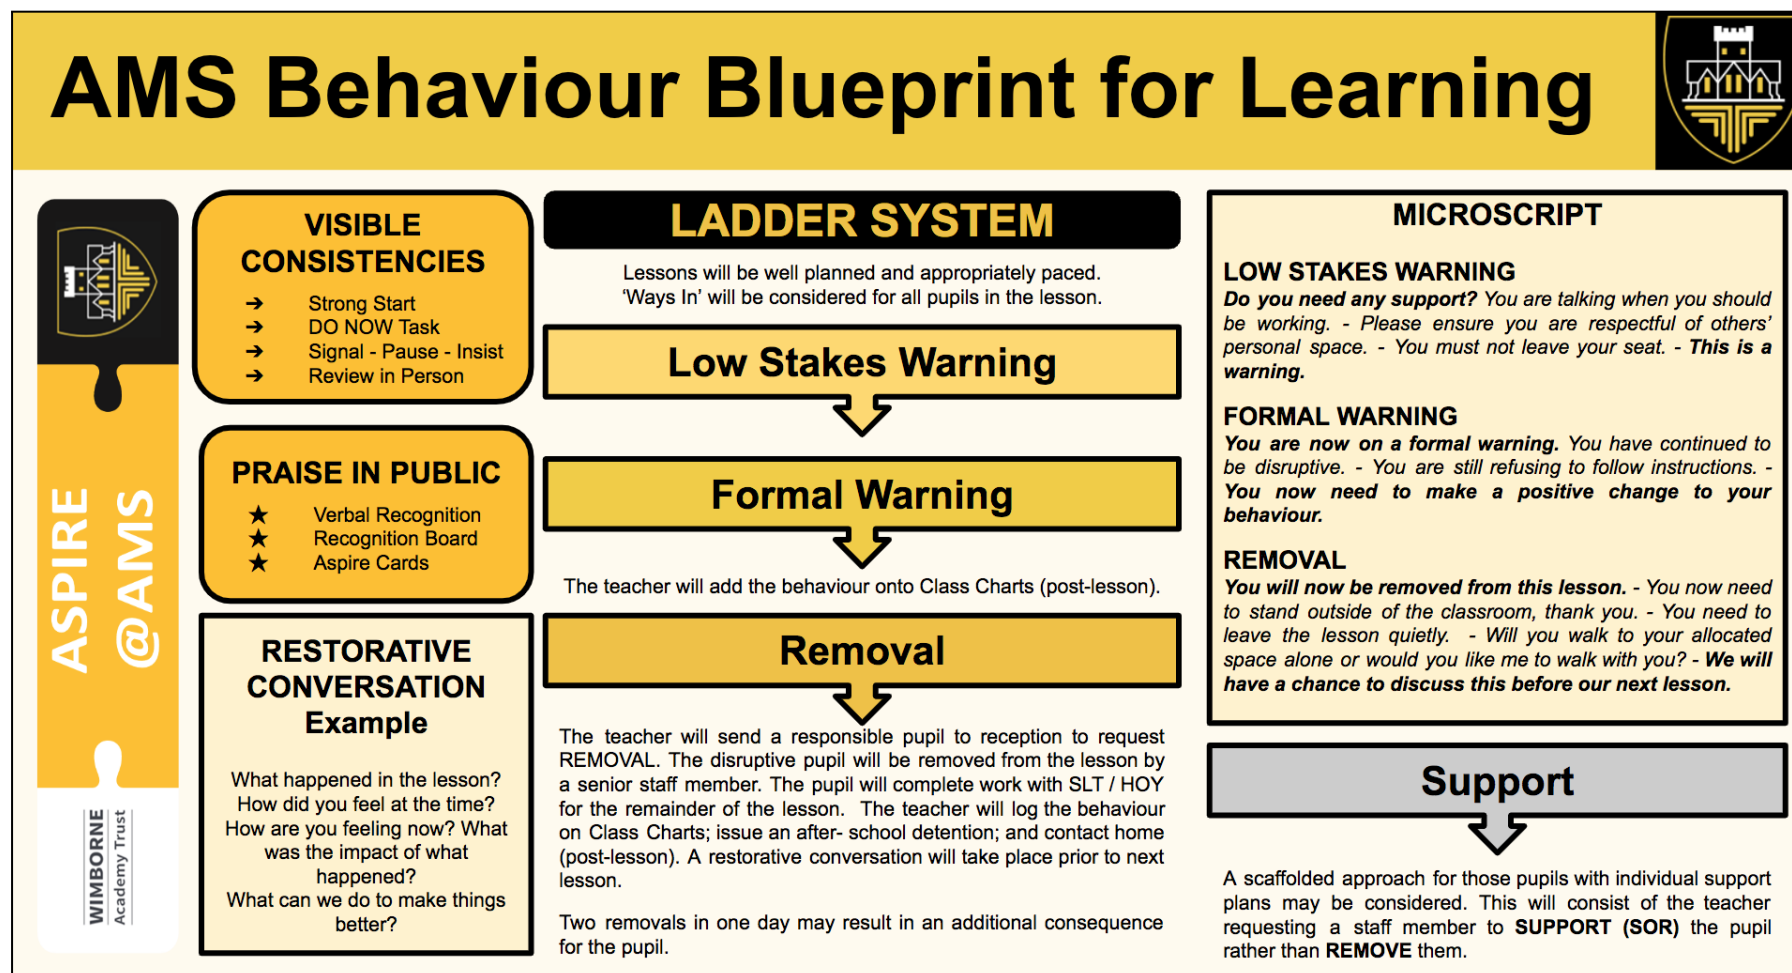 AMS Behaviour Blueprint for Learning
ASPIRE
@AMS
WIMBORNE
Academy Trust
VISIBLE
CONSISTENCIES
➔ Strong Start
➔ DO NOW Task
➔ Signal - Pause - Insist
➔ Review in Person
PRAISE IN PUBLIC
★ Verbal Recognition
★ Recognition Board
★ Aspire Cards
RESTORATIVE
CONVERSATION
Example
What happened in the lesson?
How did you feel at the time?
How are you feeling now? What
was the impact of what
happened?
What can we do to make things
better?
LADDER SYSTEM
Lessons will be well planned and appropriately paced.
‘Ways In’ will be considered for all pupils in the lesson.
Low Stakes Warning
Formal Warning
The teacher will add the behaviour onto Class Charts (post-lesson).
Removal
The teacher will send a responsible pupil to reception to request
REMOVAL. The disruptive pupil will be removed from the lesson by
a senior staff member. The pupil will complete work with SLT / HOY
for the remainder of the lesson. The teacher will log the behaviour
on Class Charts; issue an after- school detention; and contact home
(post-lesson). A restorative conversation will take place prior to next
lesson.
Two removals in one day may result in an additional consequence
for the pupil.
MICROSCRIPT
LOW STAKES WARNING
Do you need any support? You are talking when you should
be working. - Please ensure you are respectful of others’
personal space. - You must not leave your seat. - This is a
warning.
FORMAL WARNING
You are now on a formal warning. You have continued to
be disruptive. - You are still refusing to follow instructions. -
You now need to make a positive change to your
behaviour.
REMOVAL
You will now be removed from this lesson. - You now need
to stand outside of the classroom, thank you. - You need to
leave the lesson quietly. - Will you walk to your allocated
space alone or would you like me to walk with you? - We will
have a chance to discuss this before our next lesson.
Support
A scaffolded approach for those pupils with individual support
plans may be considered. This will consist of the teacher
requesting a staff member to SUPPORT (SOR) the pupil
rather than REMOVE them.